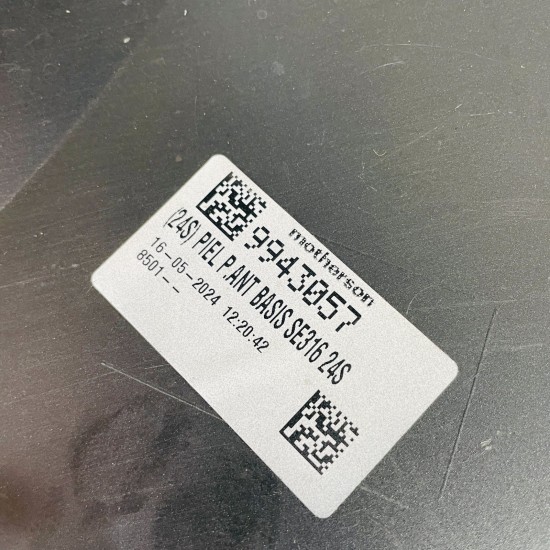 motherson
9943057
(24S) PIEL P.ANT BASIS SE316 24S
16-05-2024 12:20:42
8501--